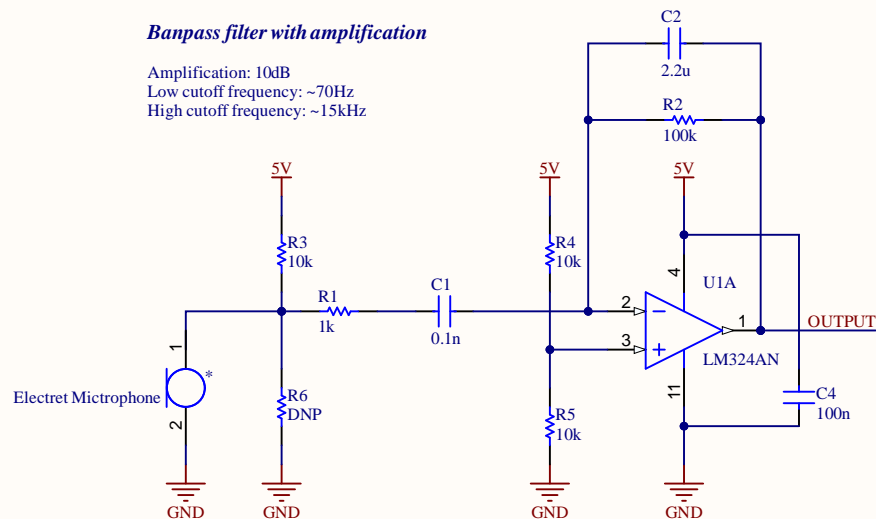 Banpass filter with amplification
Amplification: 10dB
Low cutoff frequency: ~70Hz
High cutoff frequency: ~15kHz
C2
2.2u
R2
100k
5V
5V
5V
R3
10k
R4
10k
4
U1A
R1
1k
C1
0.1n
2
3
1
OUTPUT
LM324AN
11
1
*
Electret Mictrophone
2
R6
DNP
R5
10k
C4
100n
GND
GND
GND
GND